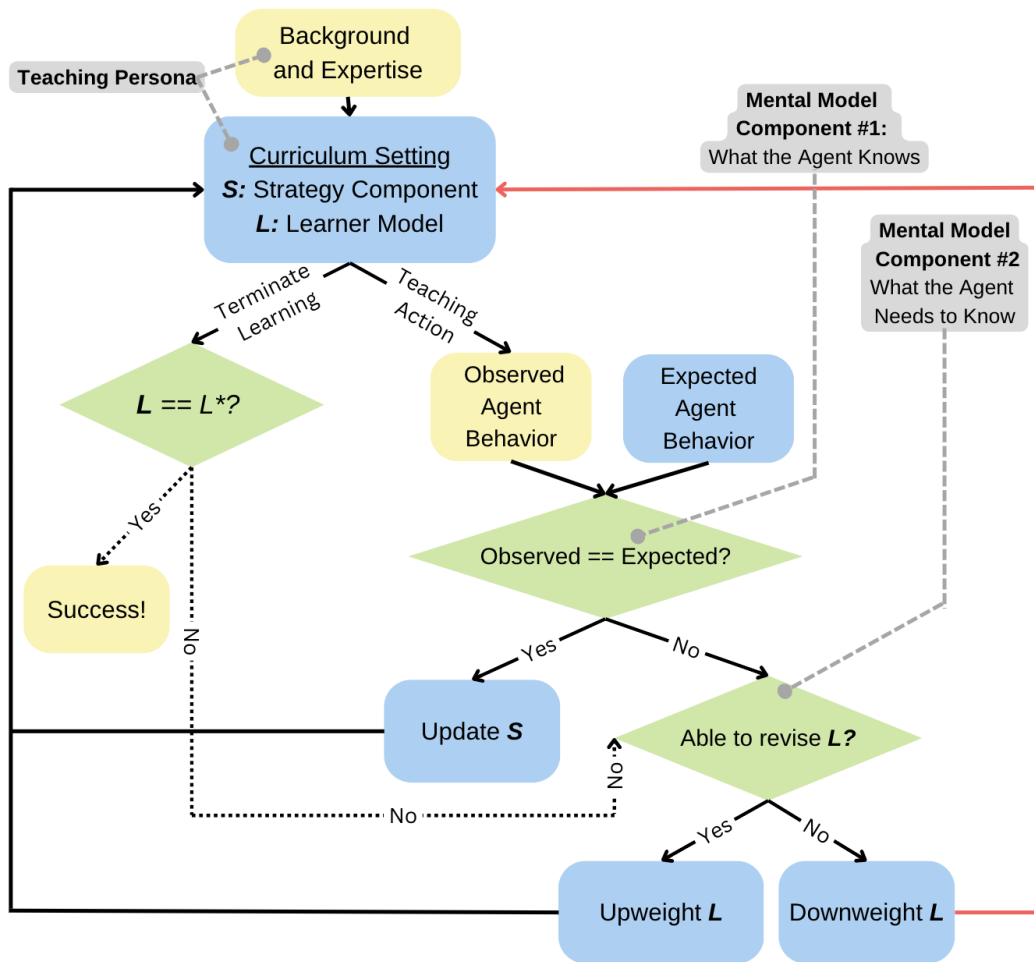 Background
and Expertise
Teaching Persona
Mental Model
Component #1:
What the Agent Knows
Curriculum Setting
S: Strategy Component
L: Learner Model
Mental Model
Component #2
What the Agent
Needs to Know
Terminate
Learning
Teaching
Action
L == L*?
Observed
Agent
Behavior
Expected
Agent
Behavior
Yes
Observed == Expected?
Success!
No
Yes
No
Update S
Able to revise L?
No
No
Yes
No
Upweight L
Downweight L